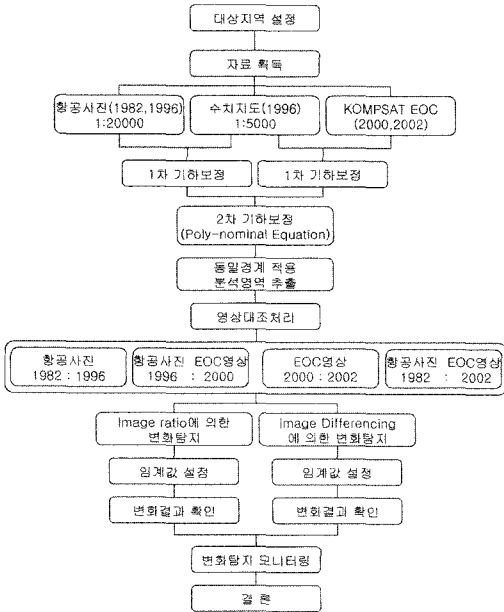 대상지역 설정
자료 획득
항공사진(1982,1996)
1:20000
수치지도(1996)
1:5000
KOMPSAT EOC
(2000,2002)
1차 기하보정
1차 기하보정
2차 기하보정
(Poly-nominal Equation)
동일경계 적용
분석영역 추출
영상대조처리
항공사진
1982 : 1996
항공사진 EOC영상
1996 : 2000
EOC영상
2000 : 2002
항공사진 EOC영상
1982 : 2002
Image ratio에 의한
변화탐지
Image Differencing
에 의한 변화탐지
임계값 설정
임계값 설정
변화결과 확인
변화결과 확인
변화탐지 모니터링
결 론